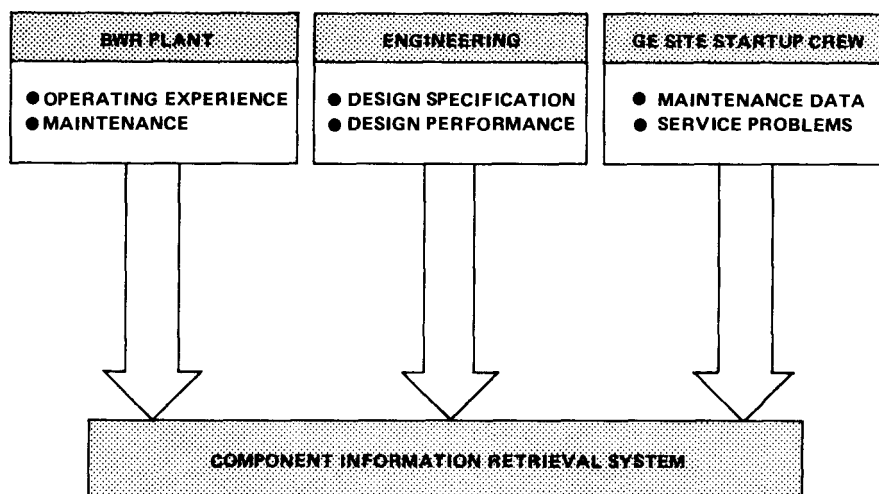 BWR PLANT
● OPERATING EXPERIENCE
● MAINTENANCE
ENGINEERING
● DESIGN SPECIFICATION
● DESIGN PERFORMANCE
GE SITE STARTUP CREW
● MAINTENANCE DATA
● SERVICE PROBLEMS
COMPONENT INFORMATION RETRIEVAL SYSTEM